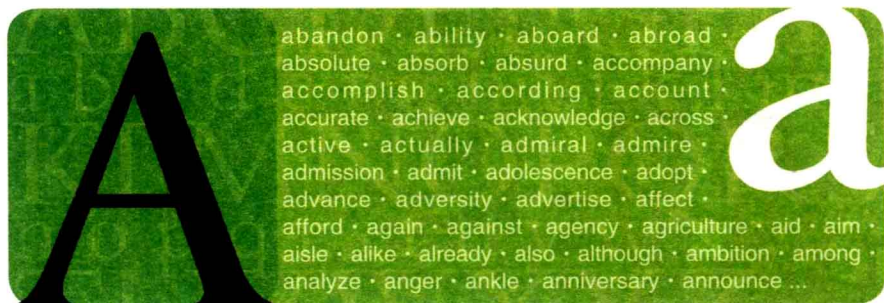 A
a
abandon · ability · aboard · abroad ·
absolute · absorb · absurd · accompany ·
accomplish · according · account ·
accurate · achieve · acknowledge · across ·
active · actually · admiral · admire ·
admission · admit · adolescence · adopt ·
advance · adversity · advertise · affect ·
afford · again · against · agency · agriculture · aid · aim ·
aisle · alike · already · also · although · ambition · among ·
analyze · anger · ankle · anniversary · announce ...